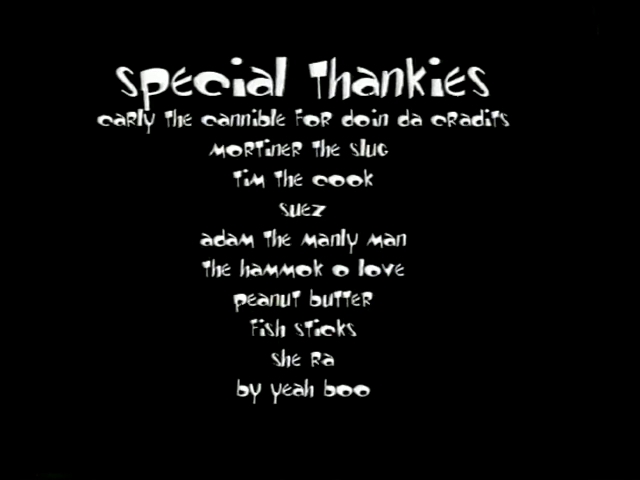 special thankies
carly the cannible for doin da cradits
mortiner the slug
tim the cook
suez
adam the manly man
the hammok o love
peanut butter
fish sticks
she ra
by yeah boo